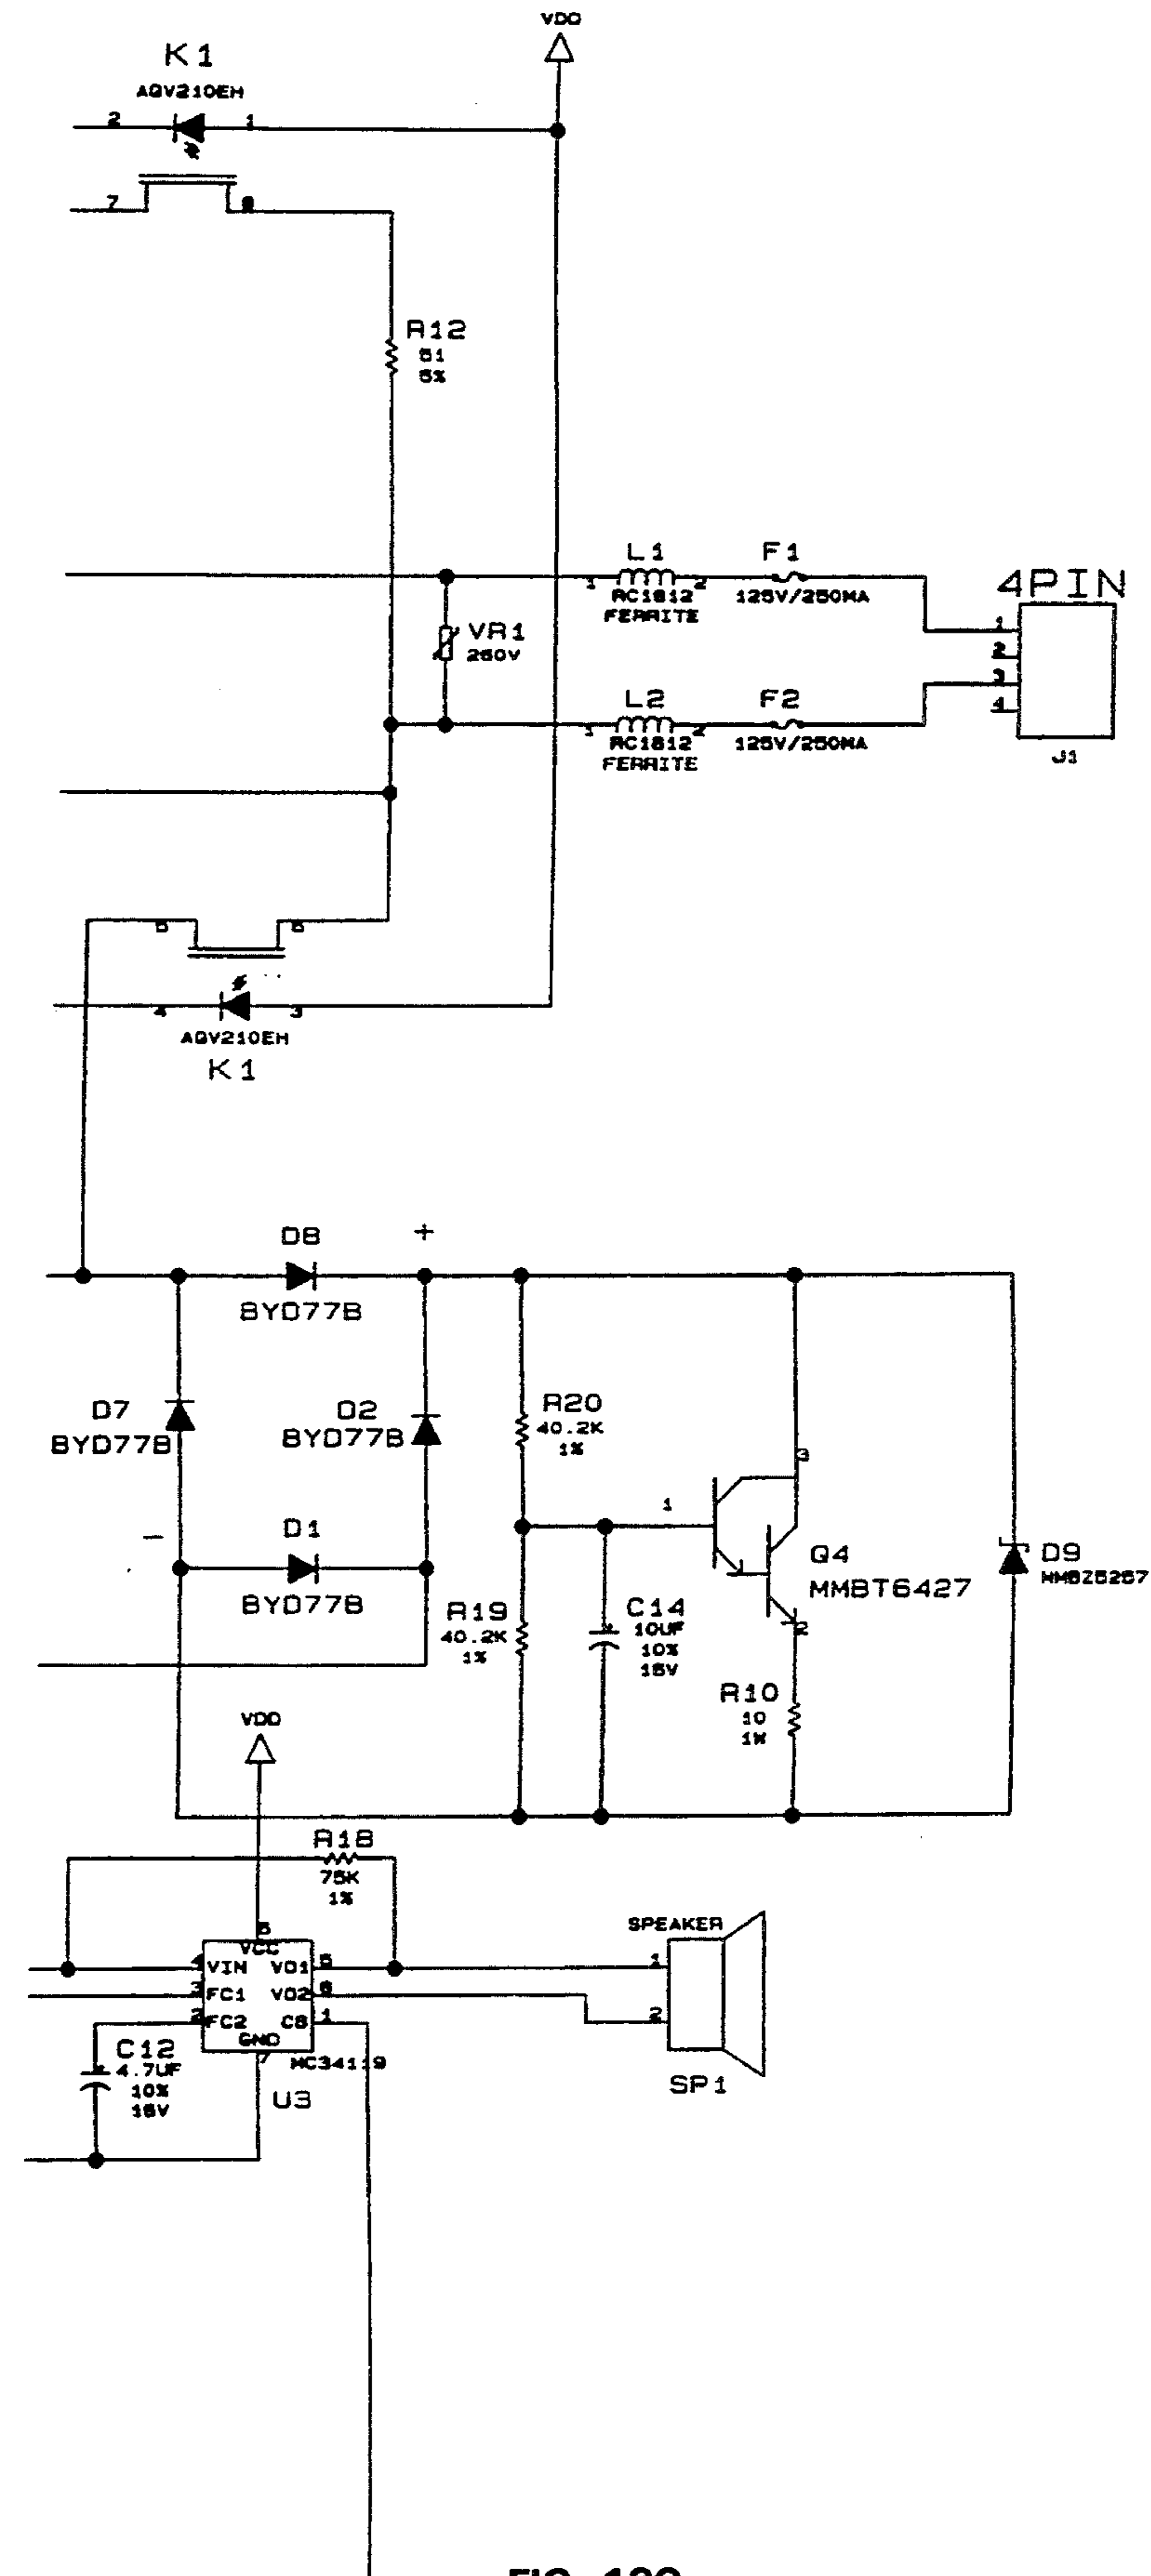 VDD
K1
AQV210EH
2 1
7 8
R12
51
5%
L1
1 2
RC1812
FERRITE
F1
125V/250MA
4PIN
1
2
3
4
J1
VR1
250V
L2
1 2
RC1812
FERRITE
F2
125V/250MA
5 6
4 3
AQV210EH
K1
D8
+
BYD77B
D7
BYD77B
D2
BYD77B
R20
40.2K
1%
3
1
-
D1
BYD77B
Q4
MMBT6427
D9
R19
40.2K
1%
C14
10UF
10%
2
R10
10
VDD
R18
75K
1%
SPEAKER
1
2
SP1
VCC
4 VIN VO1 5
3 FC1 VO2 8
2 FC2 CS 1
GND
7
MC34119
U3
C12
4.7UF
10%
16V